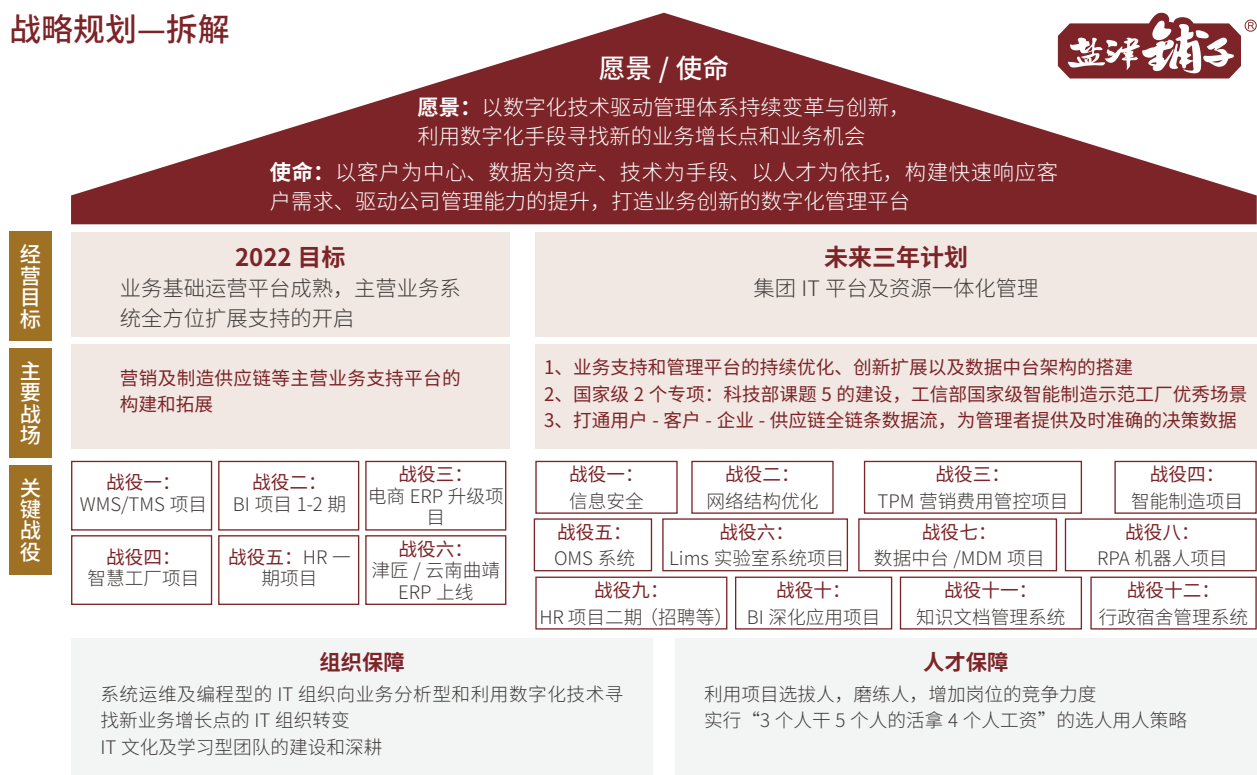 战略规划—拆解
盐津铺子®
愿景 / 使命
愿景：以数字化技术驱动管理体系持续变革与创新，
利用数字化手段寻找新的业务增长点和业务机会
使命：以客户为中心、数据为资产、技术为手段、以人才为依托，构建快速响应客
户需求、驱动公司管理能力的提升，打造业务创新的数字化管理平台
经营目标
2022 目标
业务基础运营平台成熟，主营业务系
统全方位扩展支持的开启
未来三年计划
集团 IT 平台及资源一体化管理
主要战场
营销及制造供应链等主营业务支持平台的
构建和拓展
1、业务支持和管理平台的持续优化、创新扩展以及数据中台架构的搭建
2、国家级 2 个专项：科技部课题 5 的建设，工信部国家级智能制造示范工厂优秀场景
3、打通用户 - 客户 - 企业 - 供应链全链条数据流，为管理者提供及时准确的决策数据
关键战役
战役一：
WMS/TMS 项目
战役二：
BI 项目 1-2 期
战役三：
电商 ERP 升级项
目
战役四：
智慧工厂项目
战役五：HR 一
期项目
战役六：
津匠 / 云南曲靖
ERP 上线
战役一：
信息安全
战役二：
网络结构优化
战役三：
TPM 营销费用管控项目
战役四：
智能制造项目
战役五：
OMS 系统
战役六：
Lims 实验室系统项目
战役七：
数据中台 /MDM 项目
战役八：
RPA 机器人项目
战役九：
HR 项目二期（招聘等）
战役十：
BI 深化应用项目
战役十一：
知识文档管理系统
战役十二：
行政宿舍管理系统
组织保障
系统运维及编程型的 IT 组织向业务分析型和利用数字化技术寻
找新业务增长点的 IT 组织转变
IT 文化及学习型团队的建设和深耕
人才保障
利用项目选拔人，磨练人，增加岗位的竞争力度
实行“3 个人干 5 个人的活拿 4 个人工资”的选人用人策略